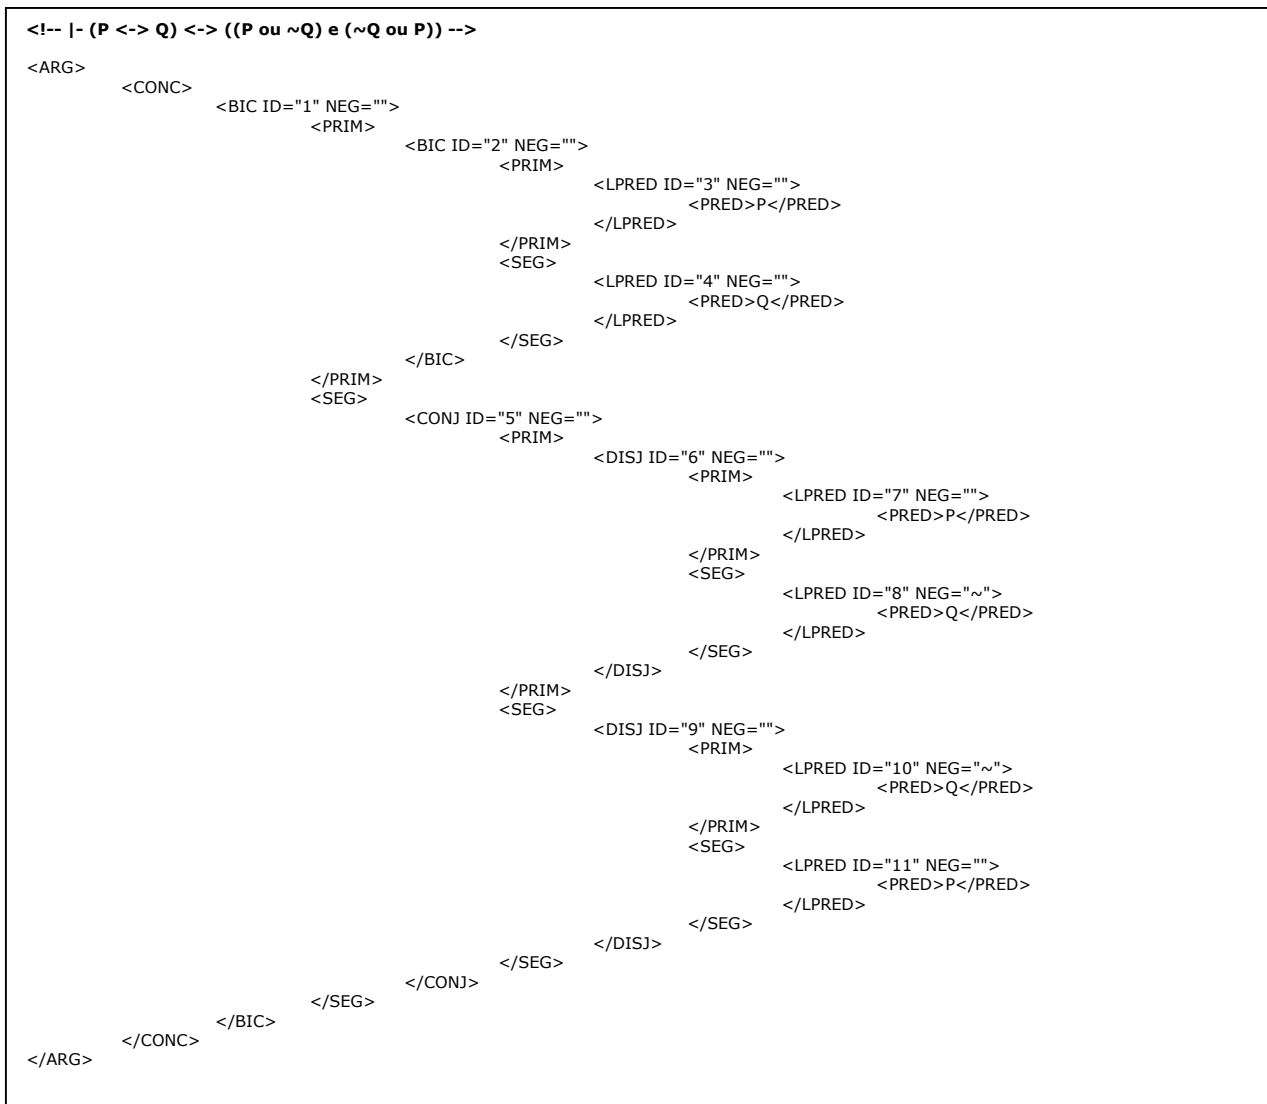 <!-- |- (P <-> Q) <-> ((P ou ~Q) e (~Q ou P)) -->
<ARG>
<CONC>
<BIC ID="1" NEG="">
<PRIM>
<BIC ID="2" NEG="">
<PRIM>
<LPRED ID="3" NEG="">
<PRED>P</PRED>
</LPRED>
</PRIM>
<SEG>
<LPRED ID="4" NEG="">
<PRED>Q</PRED>
</LPRED>
</SEG>
</BIC>
</PRIM>
<SEG>
<CONJ ID="5" NEG="">
<PRIM>
<DISJ ID="6" NEG="">
<PRIM>
<LPRED ID="7" NEG="">
<PRED>P</PRED>
</LPRED>
</PRIM>
<SEG>
<LPRED ID="8" NEG="~">
<PRED>Q</PRED>
</LPRED>
</SEG>
</DISJ>
</PRIM>
<SEG>
<DISJ ID="9" NEG="">
<PRIM>
<LPRED ID="10" NEG="~">
<PRED>Q</PRED>
</LPRED>
</PRIM>
<SEG>
<LPRED ID="11" NEG="">
<PRED>P</PRED>
</LPRED>
</SEG>
</DISJ>
</SEG>
</CONJ>
</SEG>
</BIC>
</CONC>
</ARG>